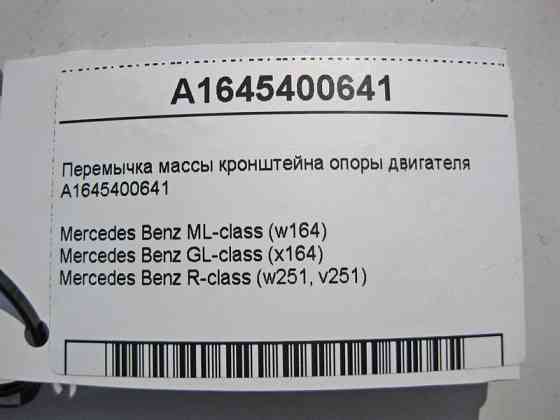 A1645400641
Перемычка массы кронштейна опоры двигателя
A1645400641
Mercedes Benz ML-class (w164)
Mercedes Benz GL-class (x164)
Mercedes Benz R-class (w251, v251)